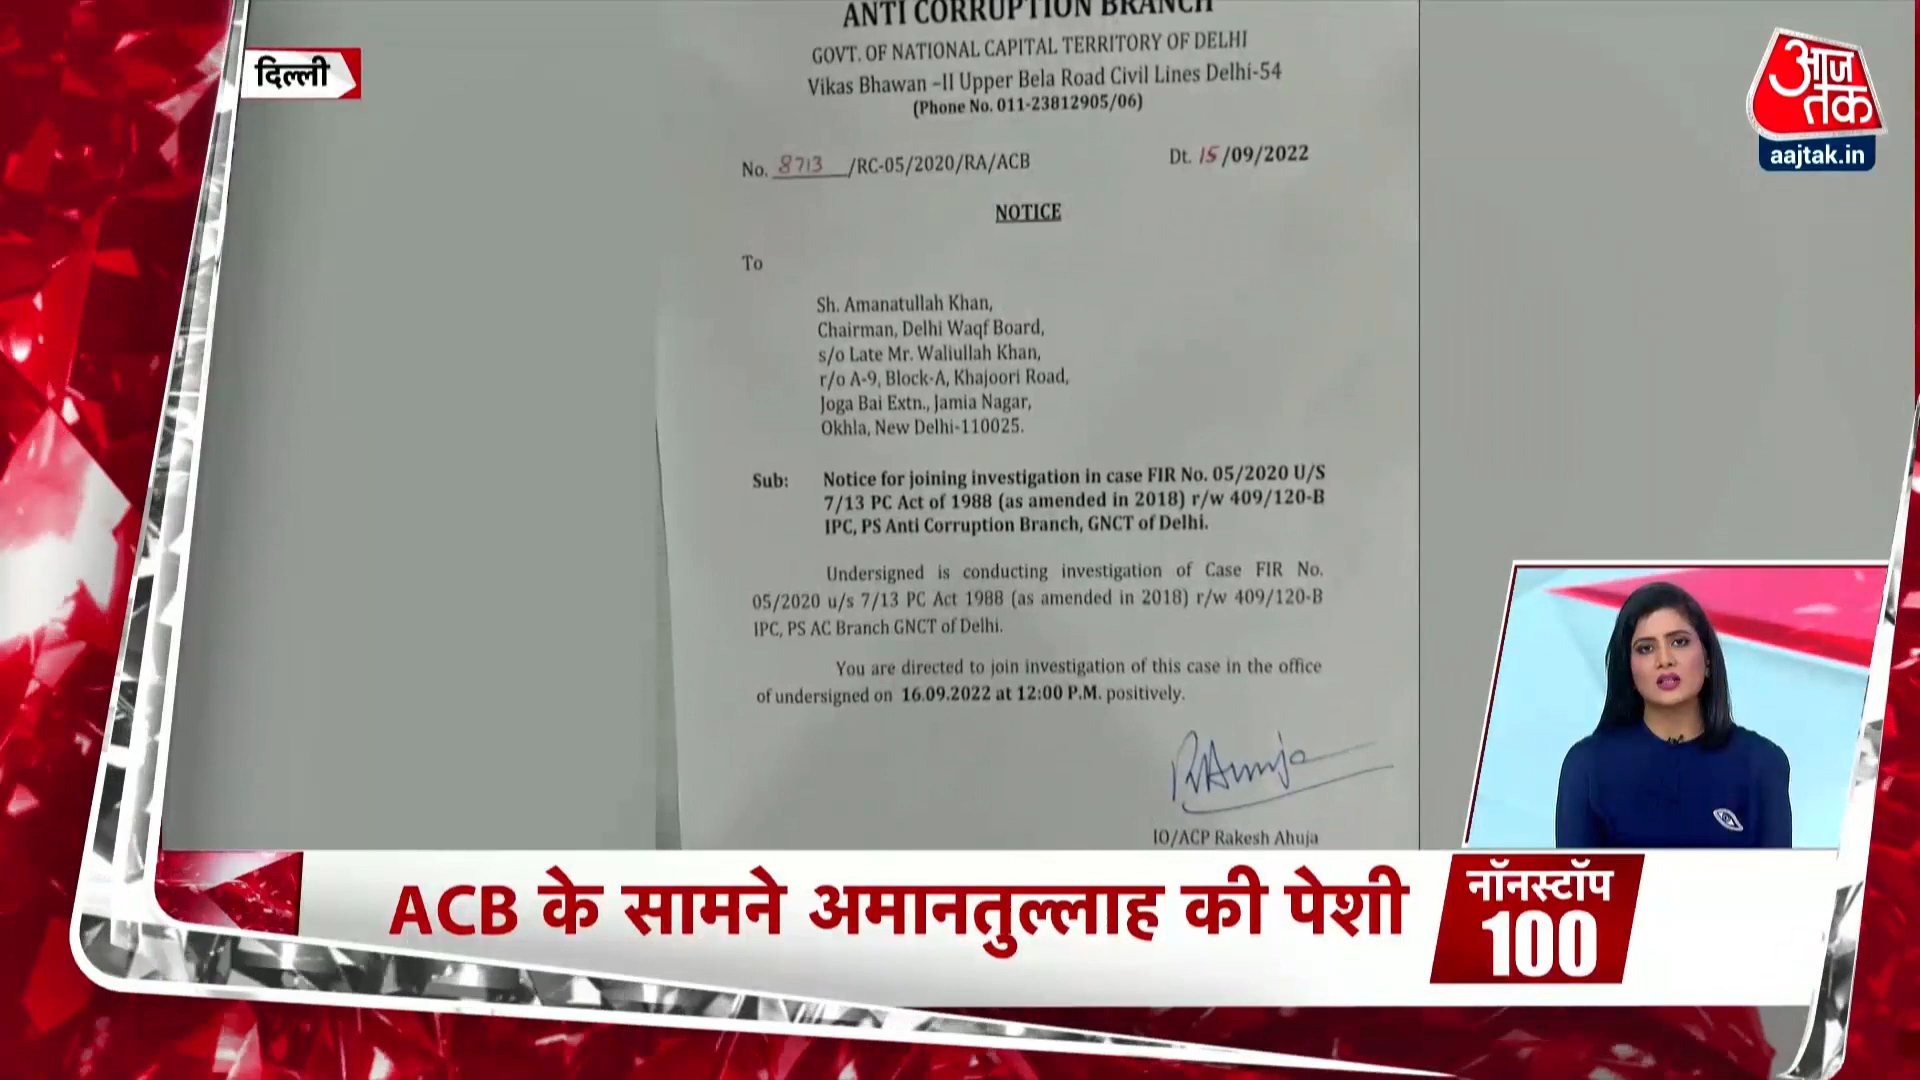 ANTI CORRUPTION BRANCH
GOVT. OF NATIONAL CAPITAL TERRITORY OF DELHI
Vikas Bhawan –II Upper Bela Road Civil Lines Delhi-54
(Phone No. 011-23812905/06)
No. 8713 /RC-05/2020/RA/ACB
Dt. 15/09/2022
NOTICE
To
Sh. Amanatullah Khan,
Chairman, Delhi Waqf Board,
s/o Late Mr. Waliullah Khan,
r/o A-9, Block-A, Khajoori Road,
Joga Bai Extn., Jamia Nagar,
Okhla, New Delhi-110025.
Sub: Notice for joining investigation in case FIR No. 05/2020 U/S
7/13 PC Act of 1988 (as amended in 2018) r/w 409/120-B
IPC, PS Anti Corruption Branch, GNCT of Delhi.
Undersigned is conducting investigation of Case FIR No.
05/2020 u/s 7/13 PC Act 1988 (as amended in 2018) r/w 409/120-B
IPC, PS AC Branch GNCT of Delhi.
You are directed to join investigation of this case in the office
of undersigned on 16.09.2022 at 12:00 P.M. positively.
RAhuja
IO/ACP Rakesh Ahuja
दिल्ली
आज
तक
aajtak.in
ACB के सामने अमानतुल्लाह की पेशी
नॉनस्टॉप
100